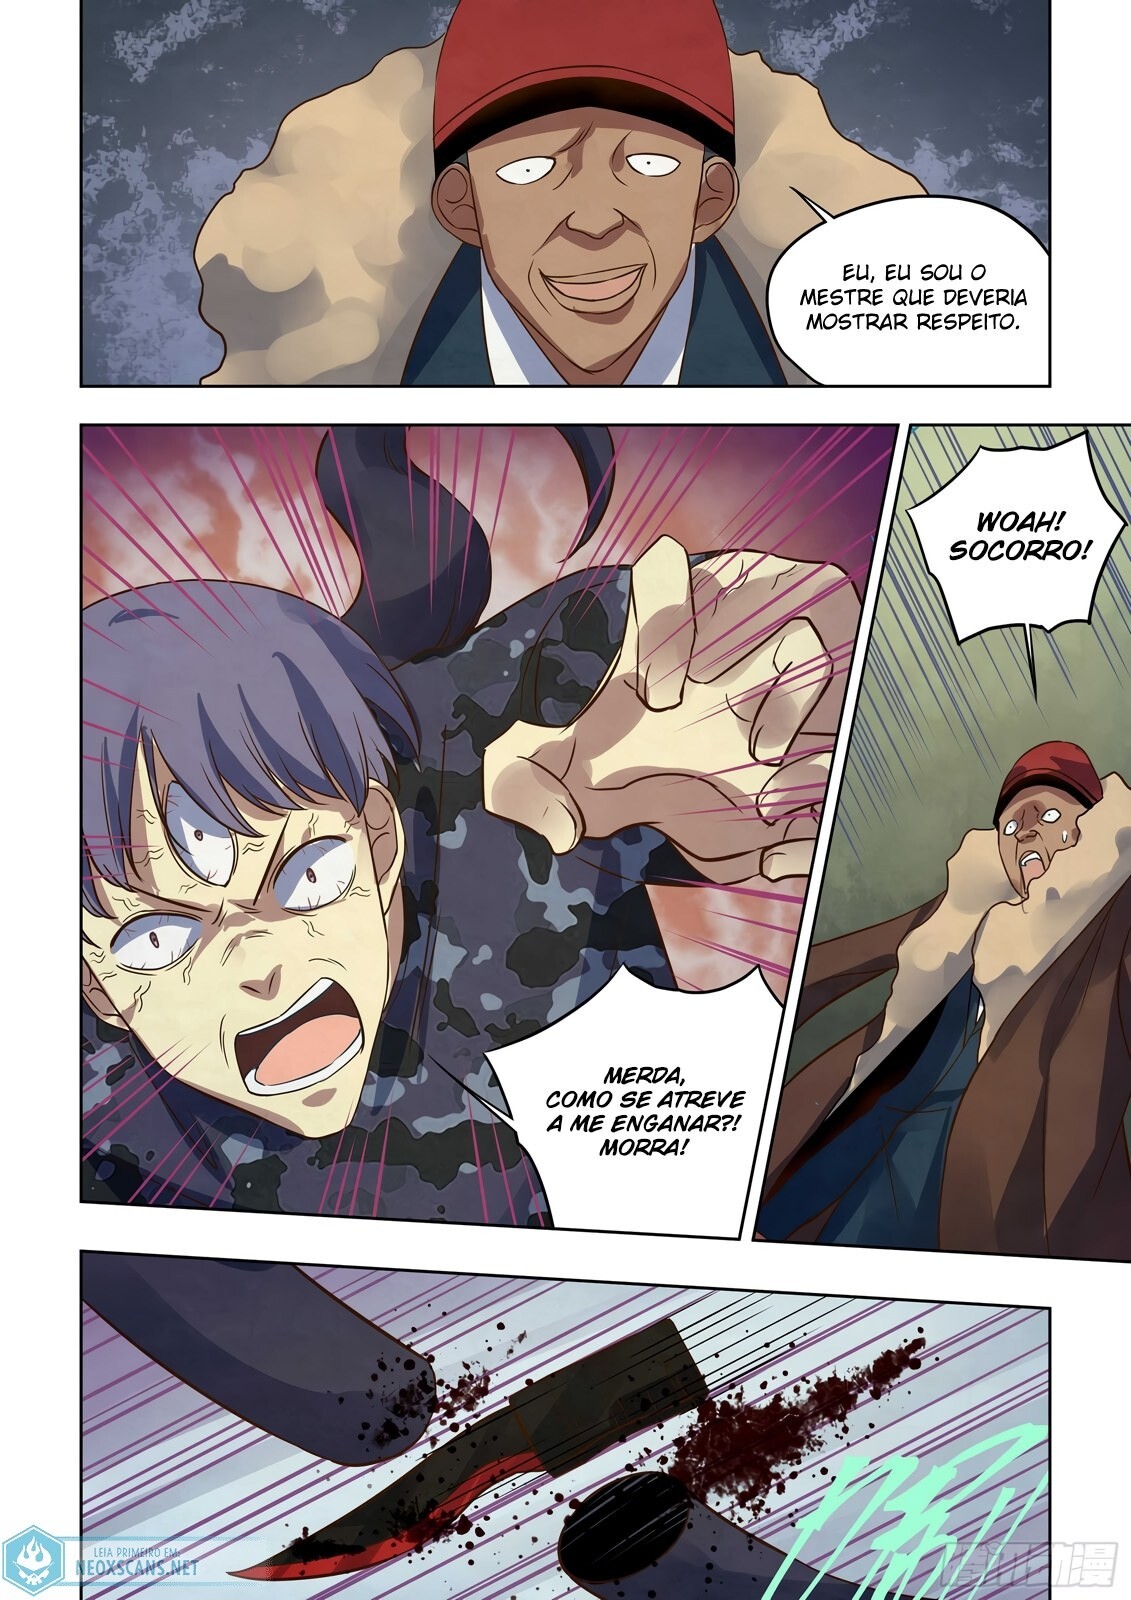 EU, EU SOU O
MESTRE QUE DEVERIA
MOSTRAR RESPEITO.
WOAH!
SOCORRO!
MERDA,
COMO SE ATREVE
A ME ENGANAR?!
MORRA!
LEIA PRIMEIRO EM:
NEOXSCANS.NET